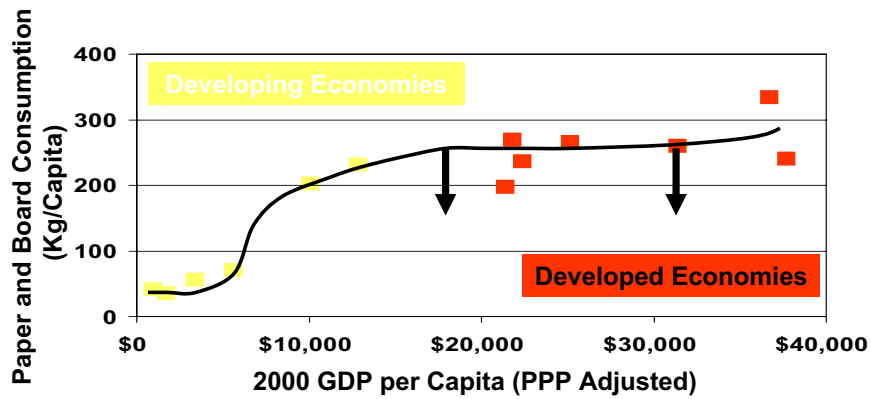 Paper and Board Consumption
(Kg/Capita)
400
300
200
100
0
Developing Economies
Developed Economies
$0
$10,000
$20,000
$30,000
$40,000
2000 GDP per Capita (PPP Adjusted)